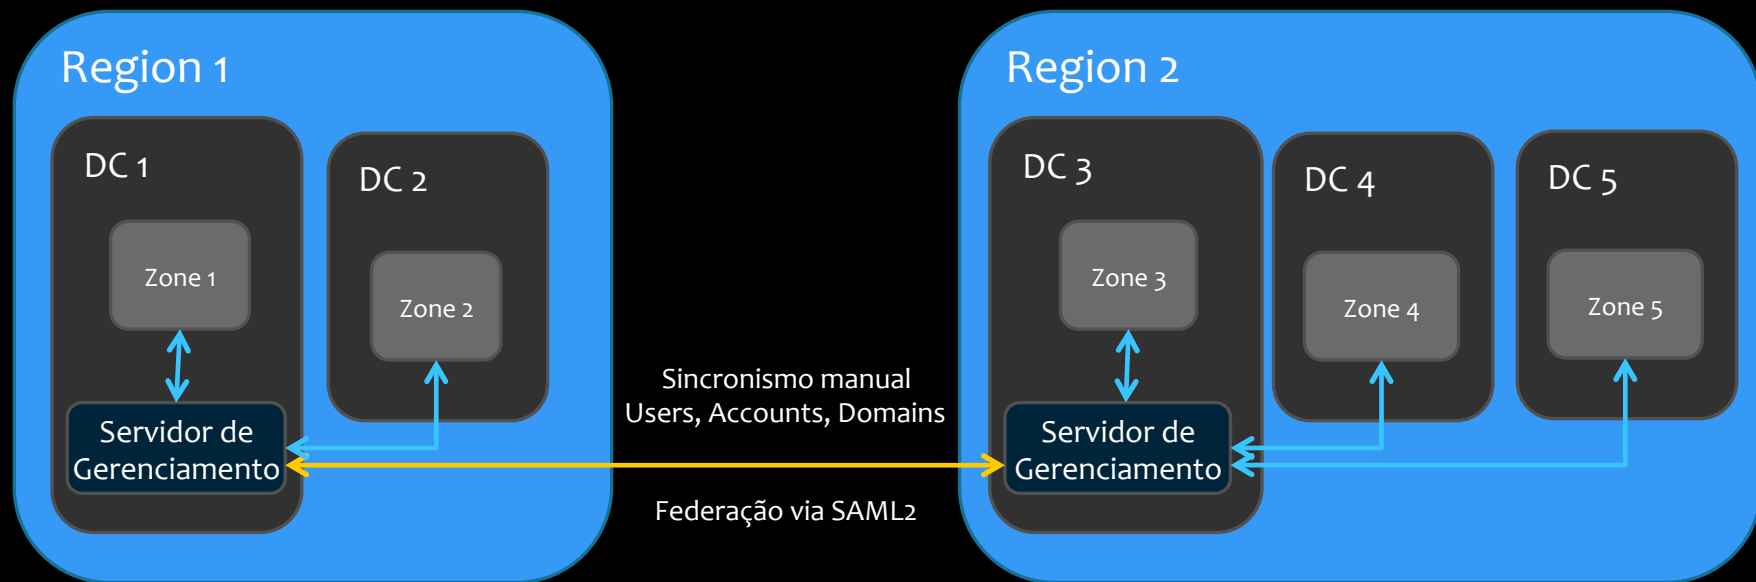 Region 1
DC 1
DC 2
Zone 1
Zone 2
Servidor de
Gerenciamento
Sincronismo manual
Users, Accounts, Domains
Federação via SAML2
Region 2
DC 3
DC 4
DC 5
Zone 3
Zone 4
Zone 5
Servidor de
Gerenciamento